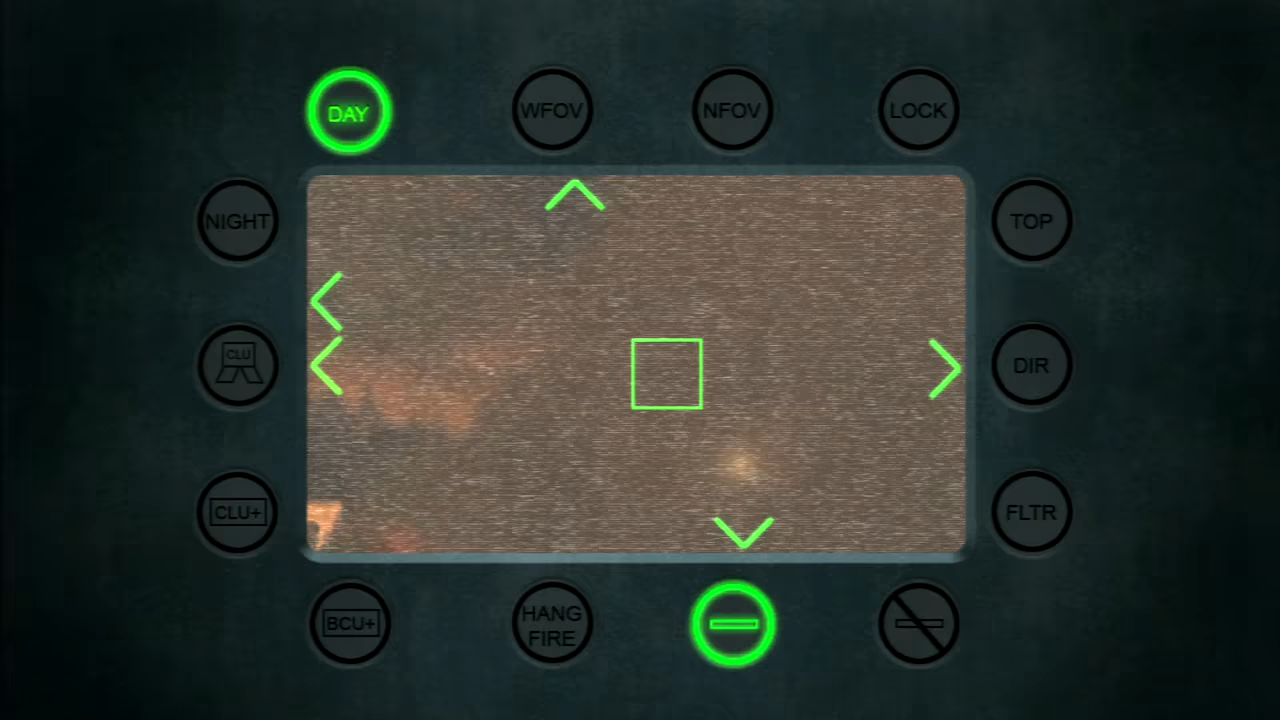 DAY
WFOV
NFOV
LOCK
NIGHT
TOP
CLU
DIR
CLU+
FLTR
BCU+
HANG
FIRE